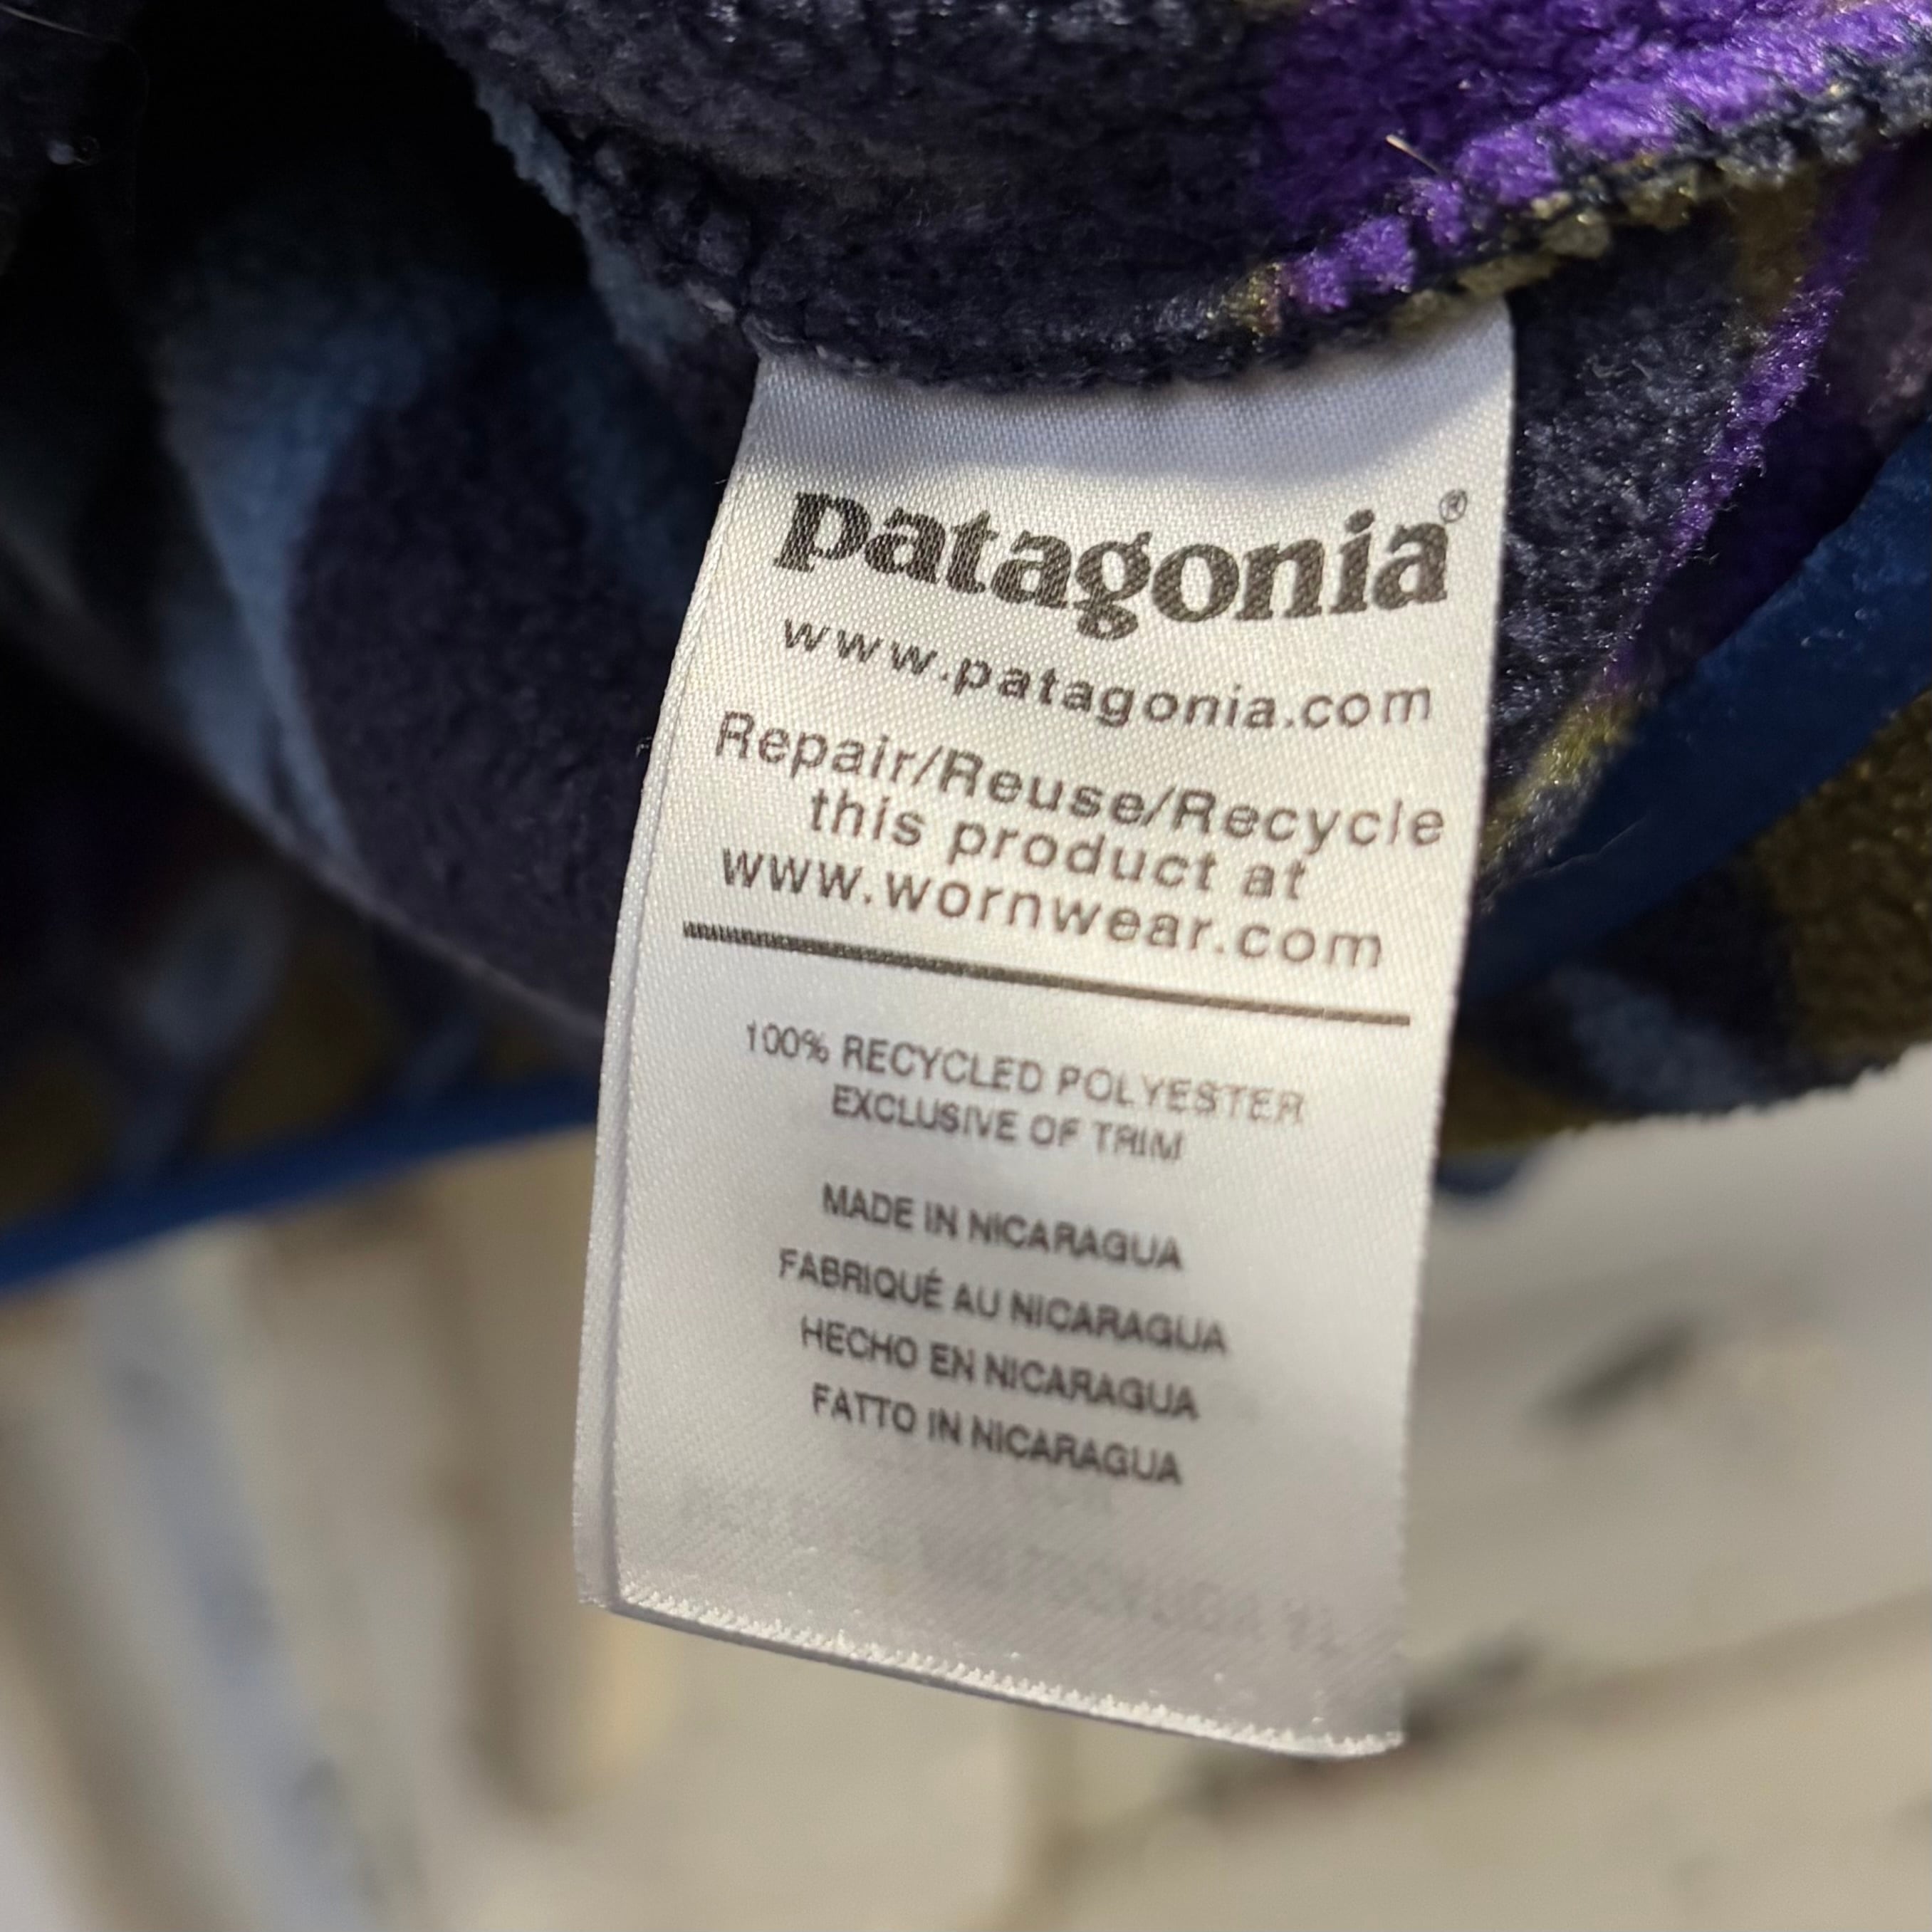 patagonia®
www.patagonia.com
Repair/Reuse/Recycle
this product at
www.wornwear.com
100% RECYCLED POLYESTER
EXCLUSIVE OF TRIM
MADE IN NICARAGUA
FABRIQUÉ AU NICARAGUA
HECHO EN NICARAGUA
FATTO IN NICARAGUA